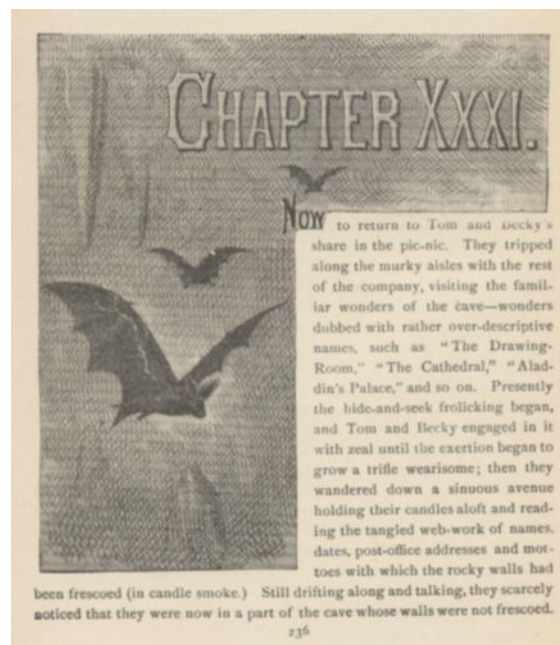 CHAPTER XXXI.
Now to return to Tom and Becky's
share in the pic-nic. They tripped
along the murky aisles with the rest
of the company, visiting the famil-
iar wonders of the cave—wonders
dubbed with rather over-descriptive
names, such as "The Drawing-
Room," "The Cathedral," "Alad-
din's Palace," and so on. Presently
the hide-and-seek frolicking began,
and Tom and Becky engaged in it
with zeal until the exertion began to
grow a trifle wearisome; then they
wandered down a sinuous avenue
holding their candles aloft and read-
ing the tangled web-work of names,
dates, post-office addresses and mot-
toes with which the rocky walls had
been frescoed (in candle smoke.) Still drifting along and talking, they scarcely
noticed that they were now in a part of the cave whose walls were not frescoed.
236